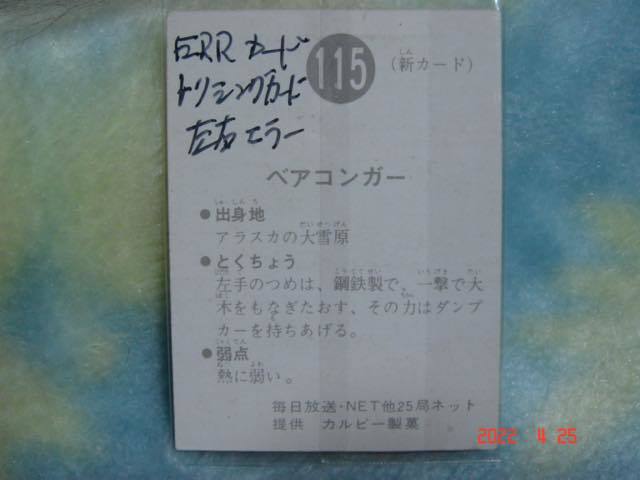 ERRカード
トリミングカード
左右エラー
115
(新カード)
ベアコンガー
●出身地
アラスカの大雪原
●とくちょう
左手のつめは、鋼鉄製で、一撃で大
木をもなぎたおす、その力はダンプ
カーを持ちあげる。
●弱点
熱に弱い。
毎日放送・NET他25局ネット
提供 カルビー製菓
2022 4 25